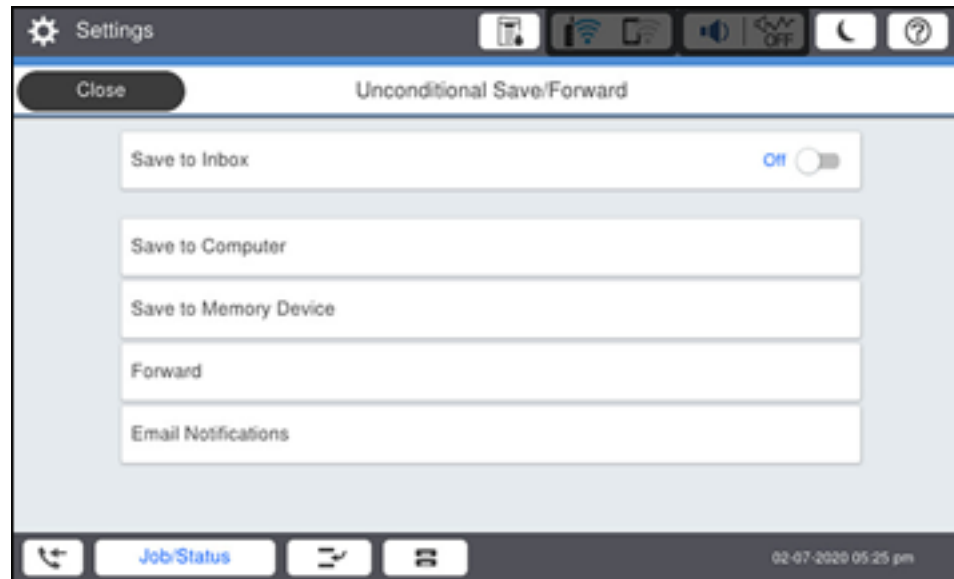 Settings
OFF
Close
Unconditional Save/Forward
Save to Inbox
Off
Save to Computer
Save to Memory Device
Forward
Email Notifications
Job/Status
02-07-2020 05:25 pm